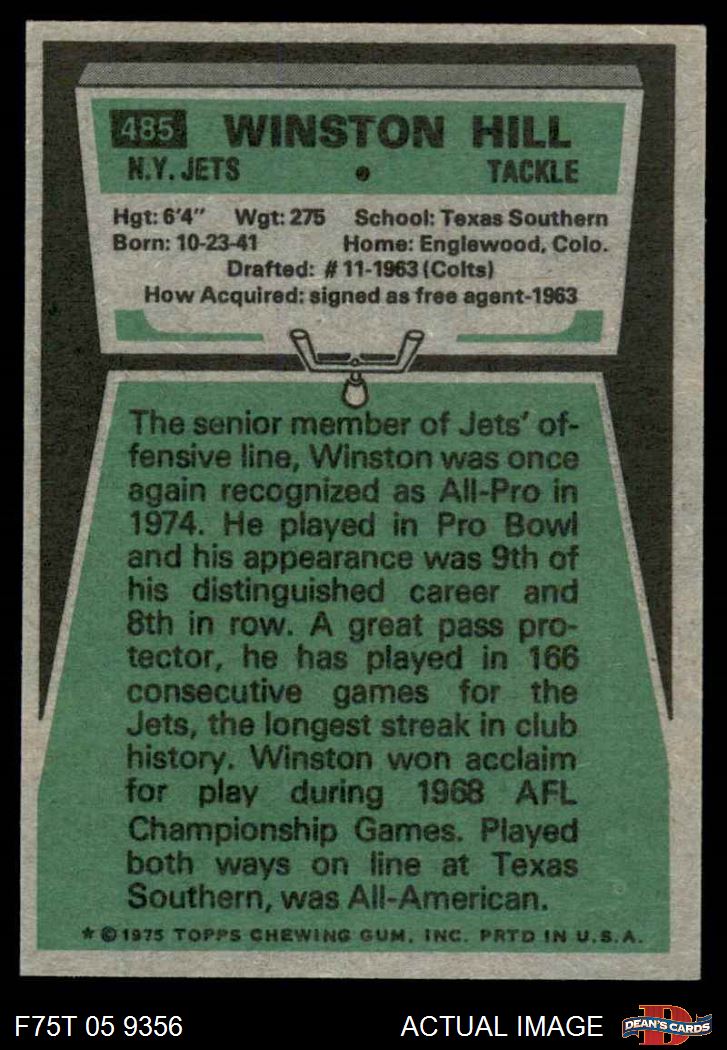 485 WINSTON HILL
N.Y. JETS • TACKLE
Hgt: 6'4" Wgt: 275 School: Texas Southern
Born: 10-23-41 Home: Englewood, Colo.
Drafted: #11-1963 (Colts)
How Acquired: signed as free agent-1963
The senior member of Jets' of-
fensive line, Winston was once
again recognized as All-Pro in
1974. He played in Pro Bowl
and his appearance was 9th of
his distinguished career and
8th in row. A great pass pro-
tector, he has played in 166
consecutive games for the
Jets, the longest streak in club
history. Winston won acclaim
for play during 1968 AFL
Championship Games. Played
both ways on line at Texas
Southern, was All-American.
* ©1975 TOPPS CHEWING GUM, INC. PRTD IN U.S.A.
F75T 05 9356 ACTUAL IMAGE D DEAN'S CARDS